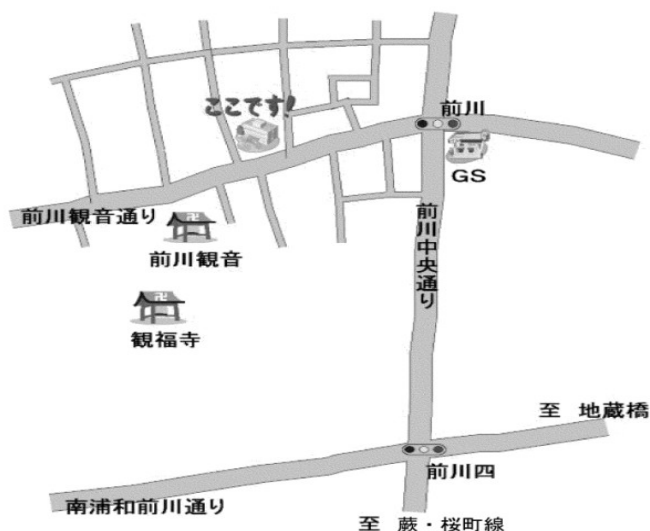 ここです!
前川
GS
前川観音通り
前川観音
前川中央通り
観福寺
至 地蔵橋
前川四
南浦和前川通り
至 蕨・桜町線